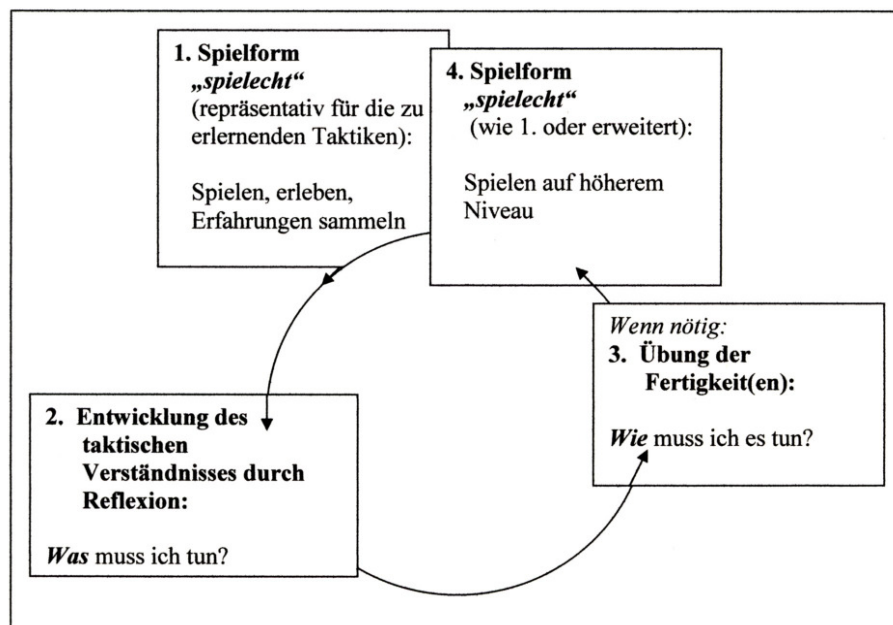 1. Spielform
„spielecht“
(repräsentativ für die zu
erlernenden Taktiken):
Spielen, erleben,
Erfahrungen sammeln
4. Spielform
„spielecht“
(wie 1. oder erweitert):
Spielen auf höherem
Niveau
Wenn nötig:
3. Übung der
Fertigkeit(en):
Wie muss ich es tun?
2. Entwicklung des
taktischen
Verständnisses durch
Reflexion:
Was muss ich tun?